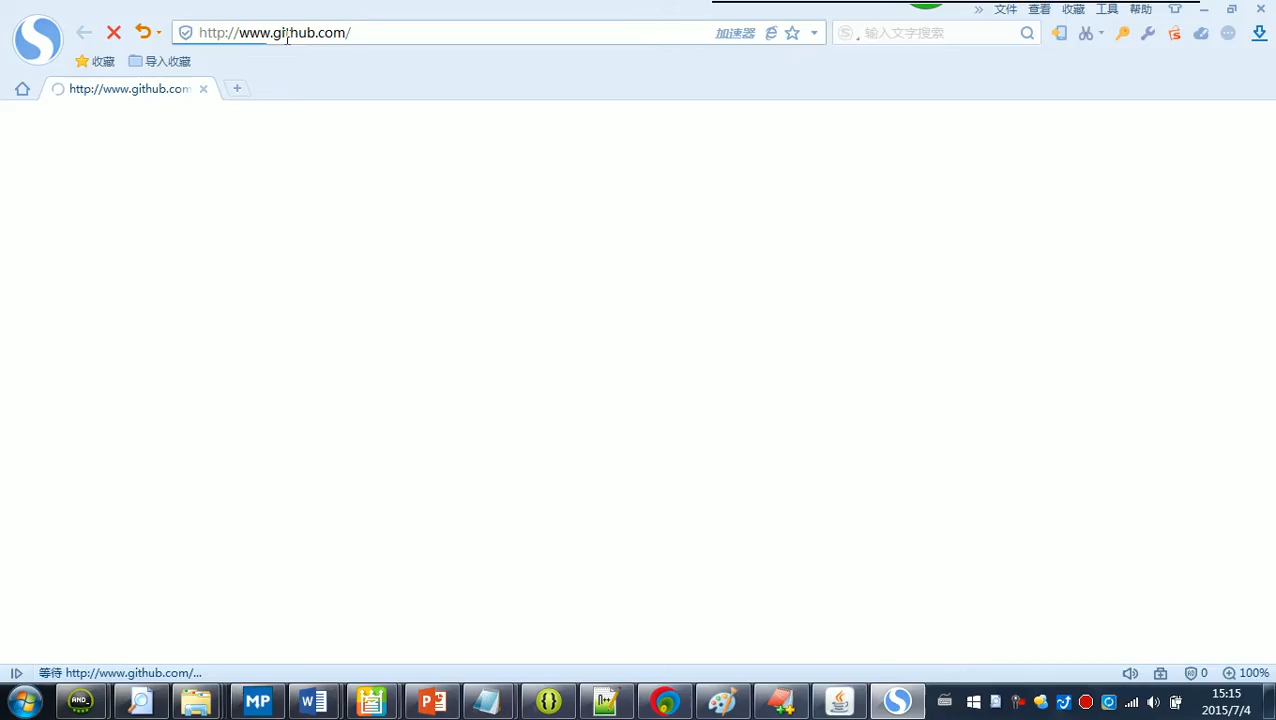 » 文件 查看 收藏 工具 帮助
http://www.github.com/ 加速器 输入文字搜索
收藏 导入收藏
http://www.github.com
等待 http://www.github.com/... 0 100%
AND_ MP W P {} 15:15
2015/7/4